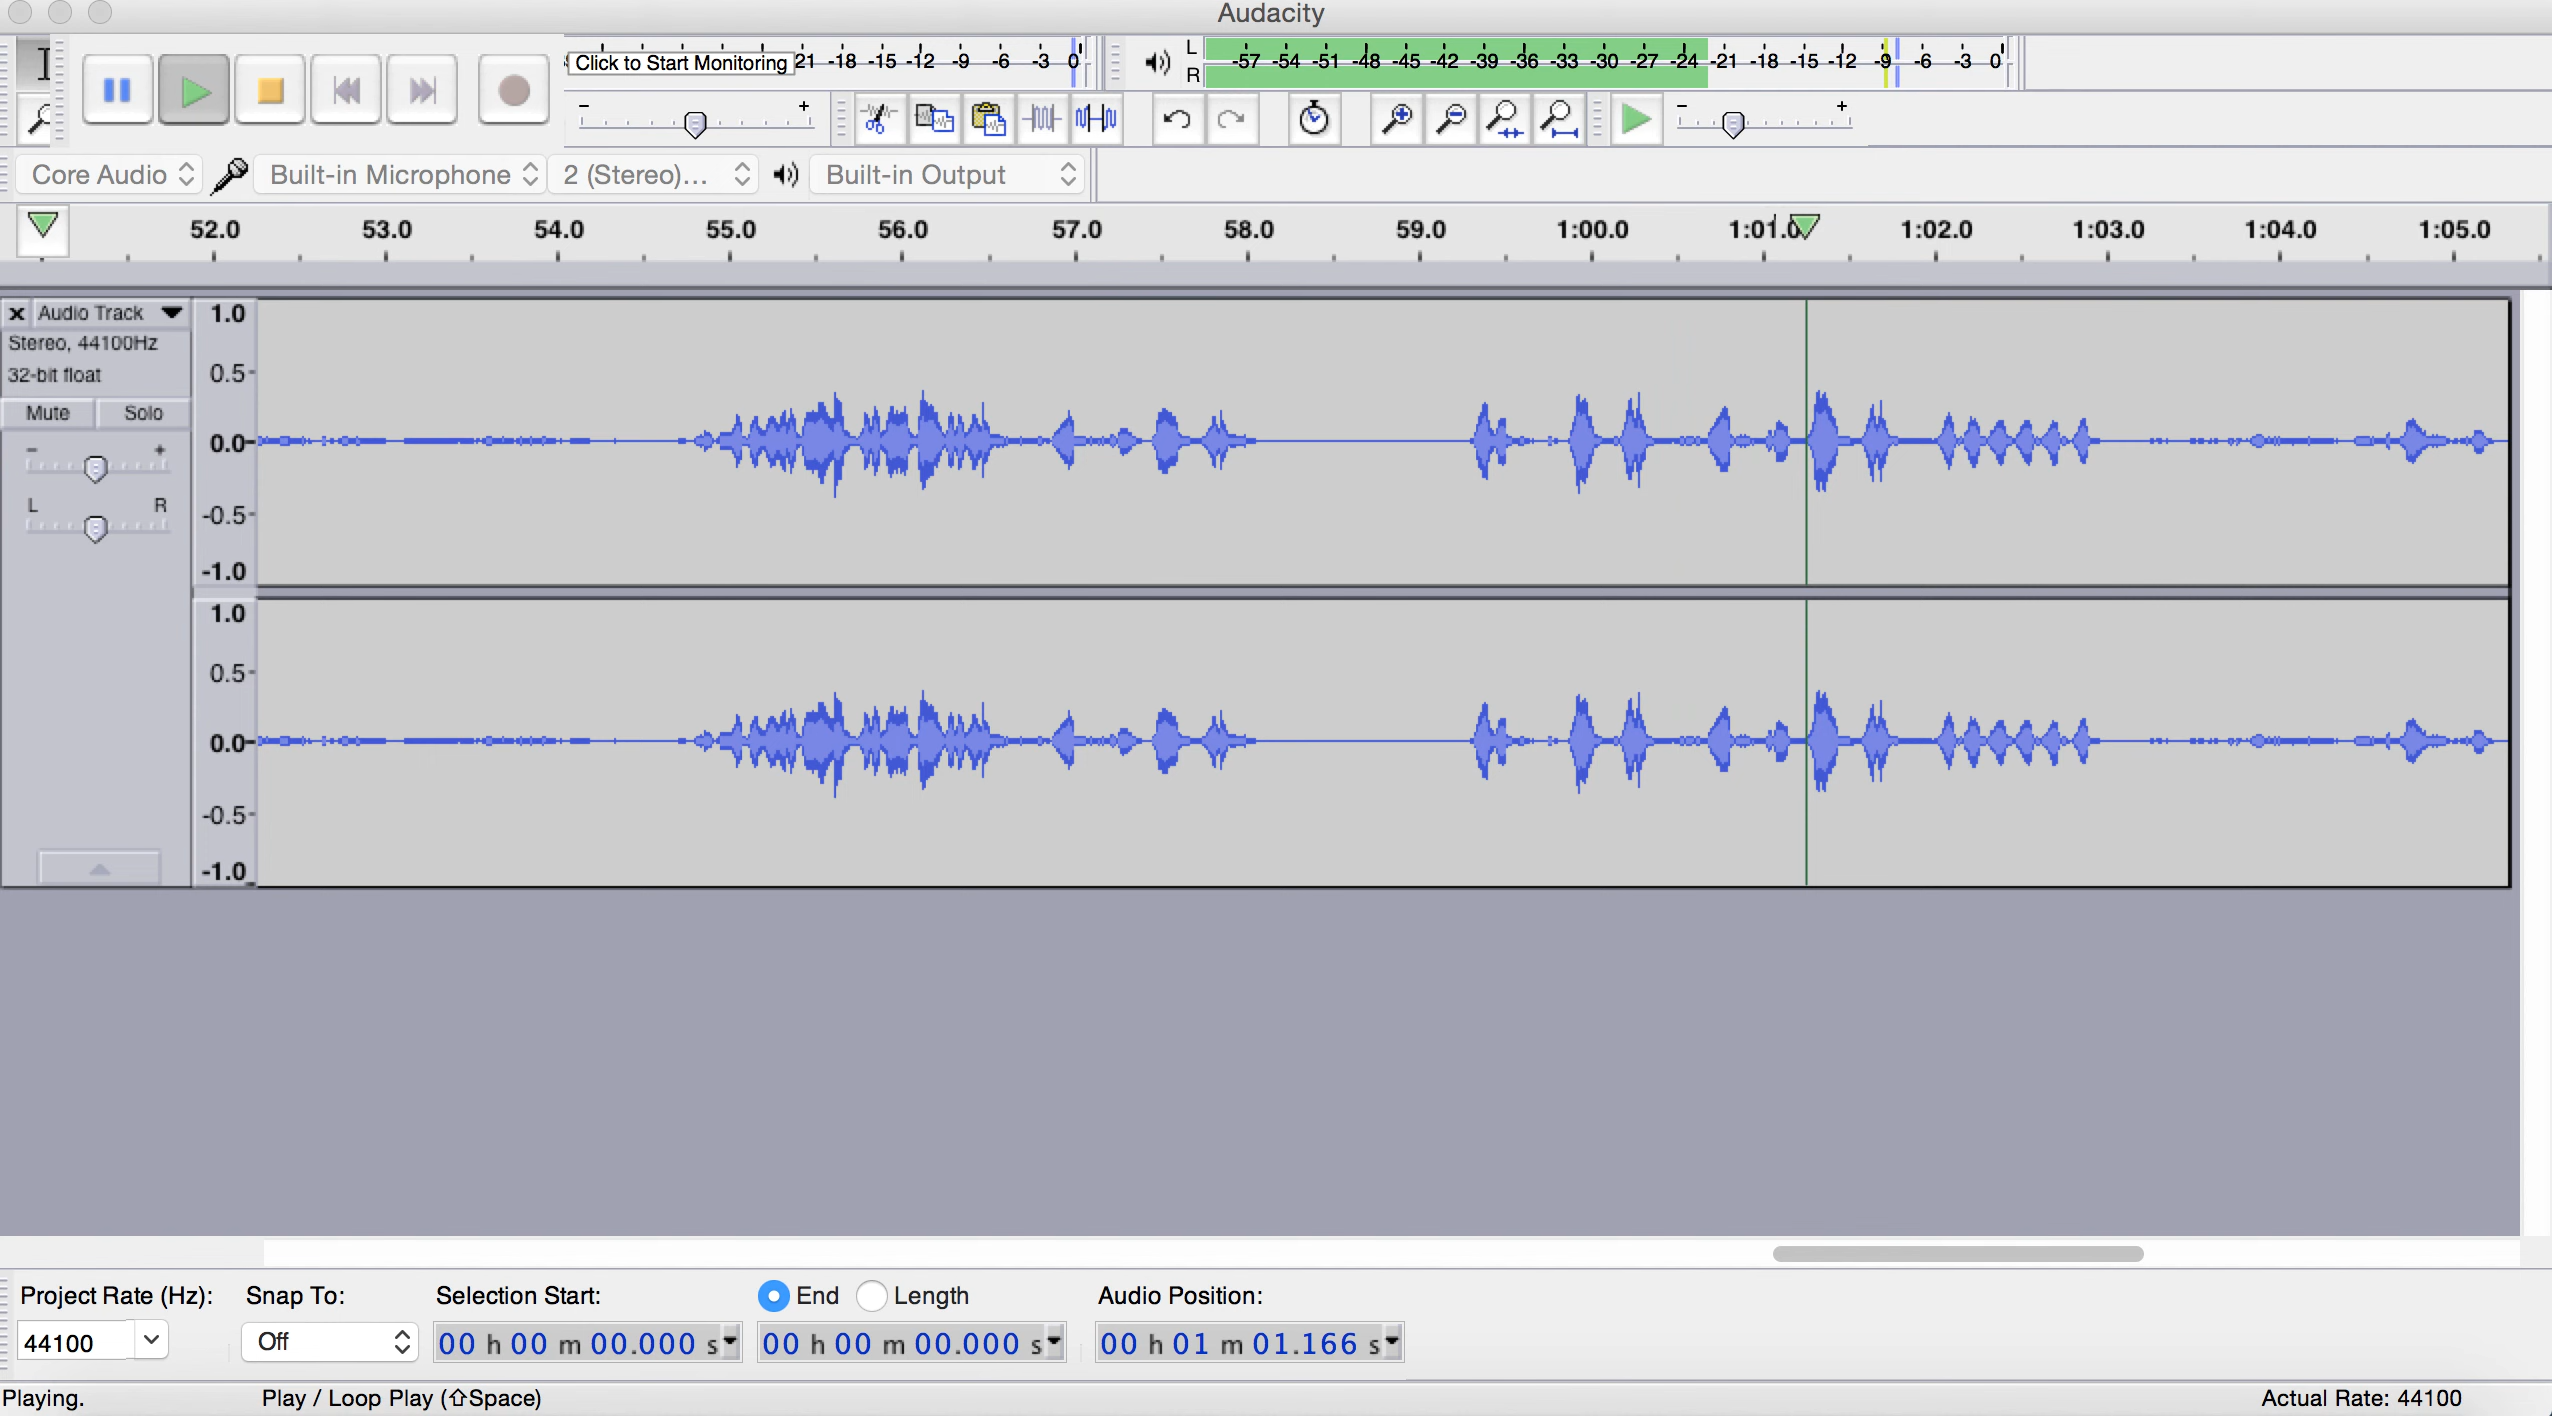 Audacity
Click to Start Monitoring 21 -18 -15 -12 -9 -6 -3 0
L
R
-57 -54 -51 -48 -45 -42 -39 -36 -33 -30 -27 -24 -21 -18 -15 -12 -9 -6 -3 0
- +
- +
Core Audio Built-in Microphone 2 (Stereo)... Built-in Output
52.0 53.0 54.0 55.0 56.0 57.0 58.0 59.0 1:00.0 1:01.0 1:02.0 1:03.0 1:04.0 1:05.0
x Audio Track
Stereo, 44100Hz
32-bit float
Mute Solo
- +
L R
1.0
0.5-
0.0-
-0.5-
-1.0
1.0
0.5-
0.0-
-0.5-
-1.0
Project Rate (Hz): Snap To: Selection Start: End Length Audio Position:
44100 Off 00 h 00 m 00.000 s 00 h 00 m 00.000 s 00 h 01 m 01.166 s
Playing. Play / Loop Play (⇧Space) Actual Rate: 44100